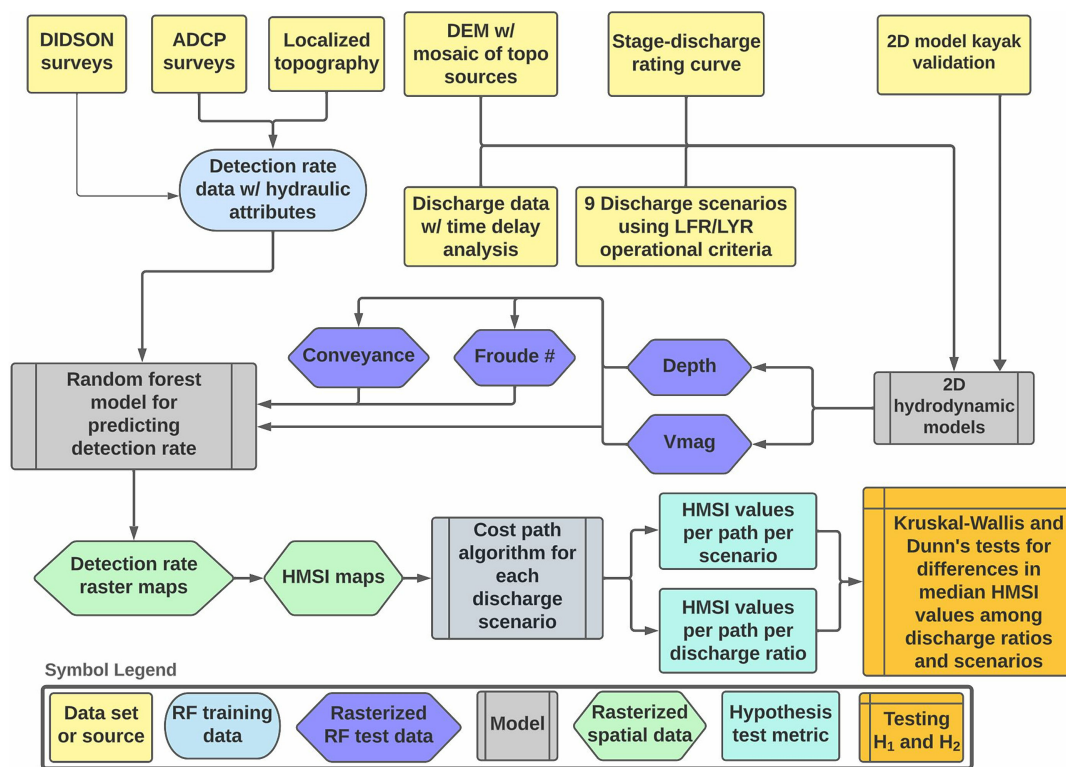 DIDSON
surveys
ADCP
surveys
Localized
topography
DEM w/
mosaic of topo
sources
Stage-discharge
rating curve
2D model kayak
validation
Detection rate
data w/ hydraulic
attributes
Discharge data
w/ time delay
analysis
9 Discharge scenarios
using LFR/LYR
operational criteria
Conveyance
Froude #
Depth
Vmag
2D
hydrodynamic
models
Random forest
model for
predicting
detection rate
Detection rate
raster maps
HMSI maps
Cost path
algorithm for
each
discharge
scenario
HMSI values
per path per
scenario
HMSI values
per path per
discharge ratio
Kruskal-Wallis and
Dunn's tests for
differences in
median HMSI
values among
discharge ratios
and scenarios
Symbol Legend
Data set
or source
RF training
data
Rasterized
RF test data
Model
Rasterized
spatial data
Hypothesis
test metric
Testing
H₁ and H₂